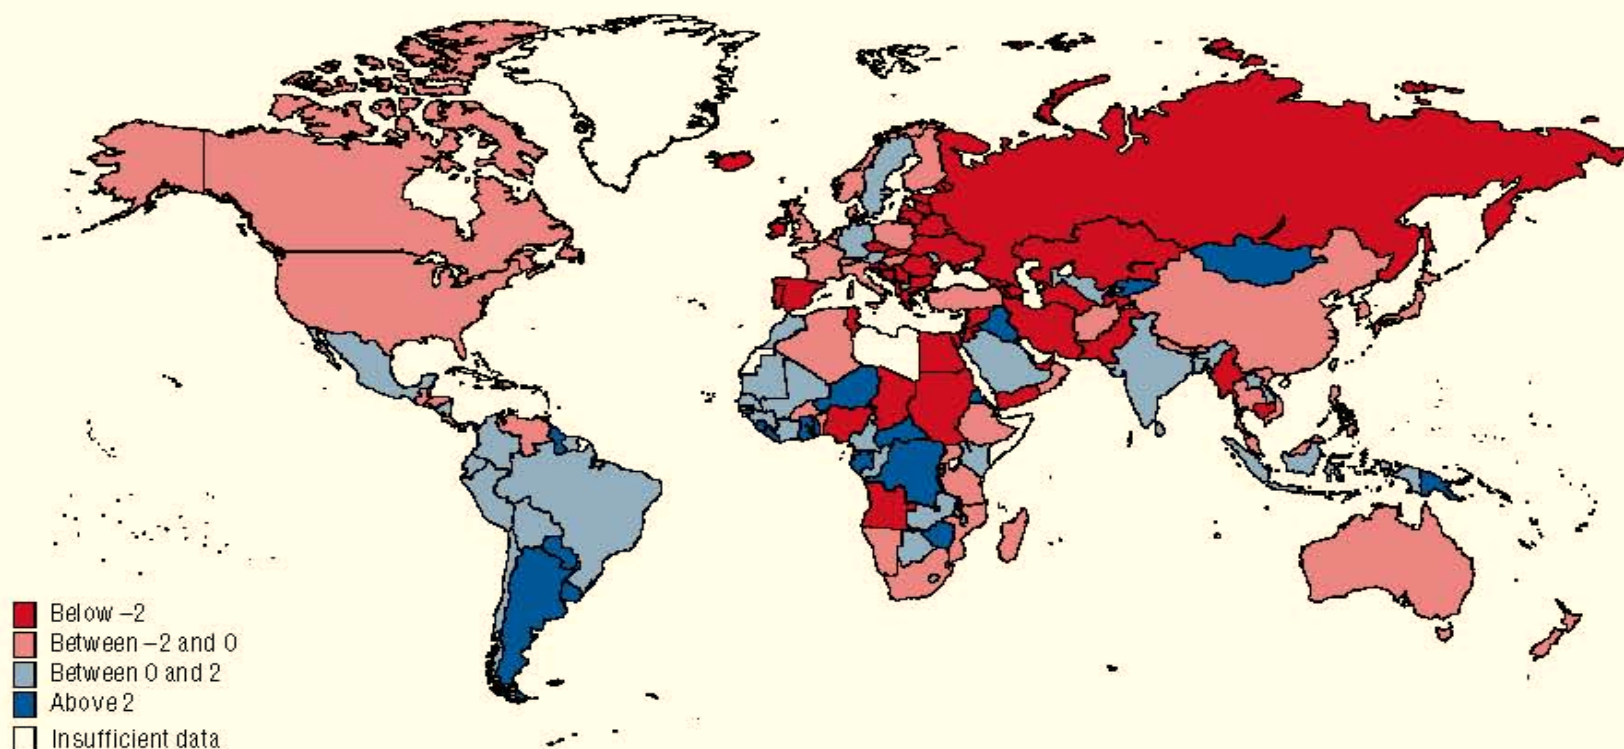 Below –2
Between –2 and 0
Between 0 and 2
Above 2
Insufficient data